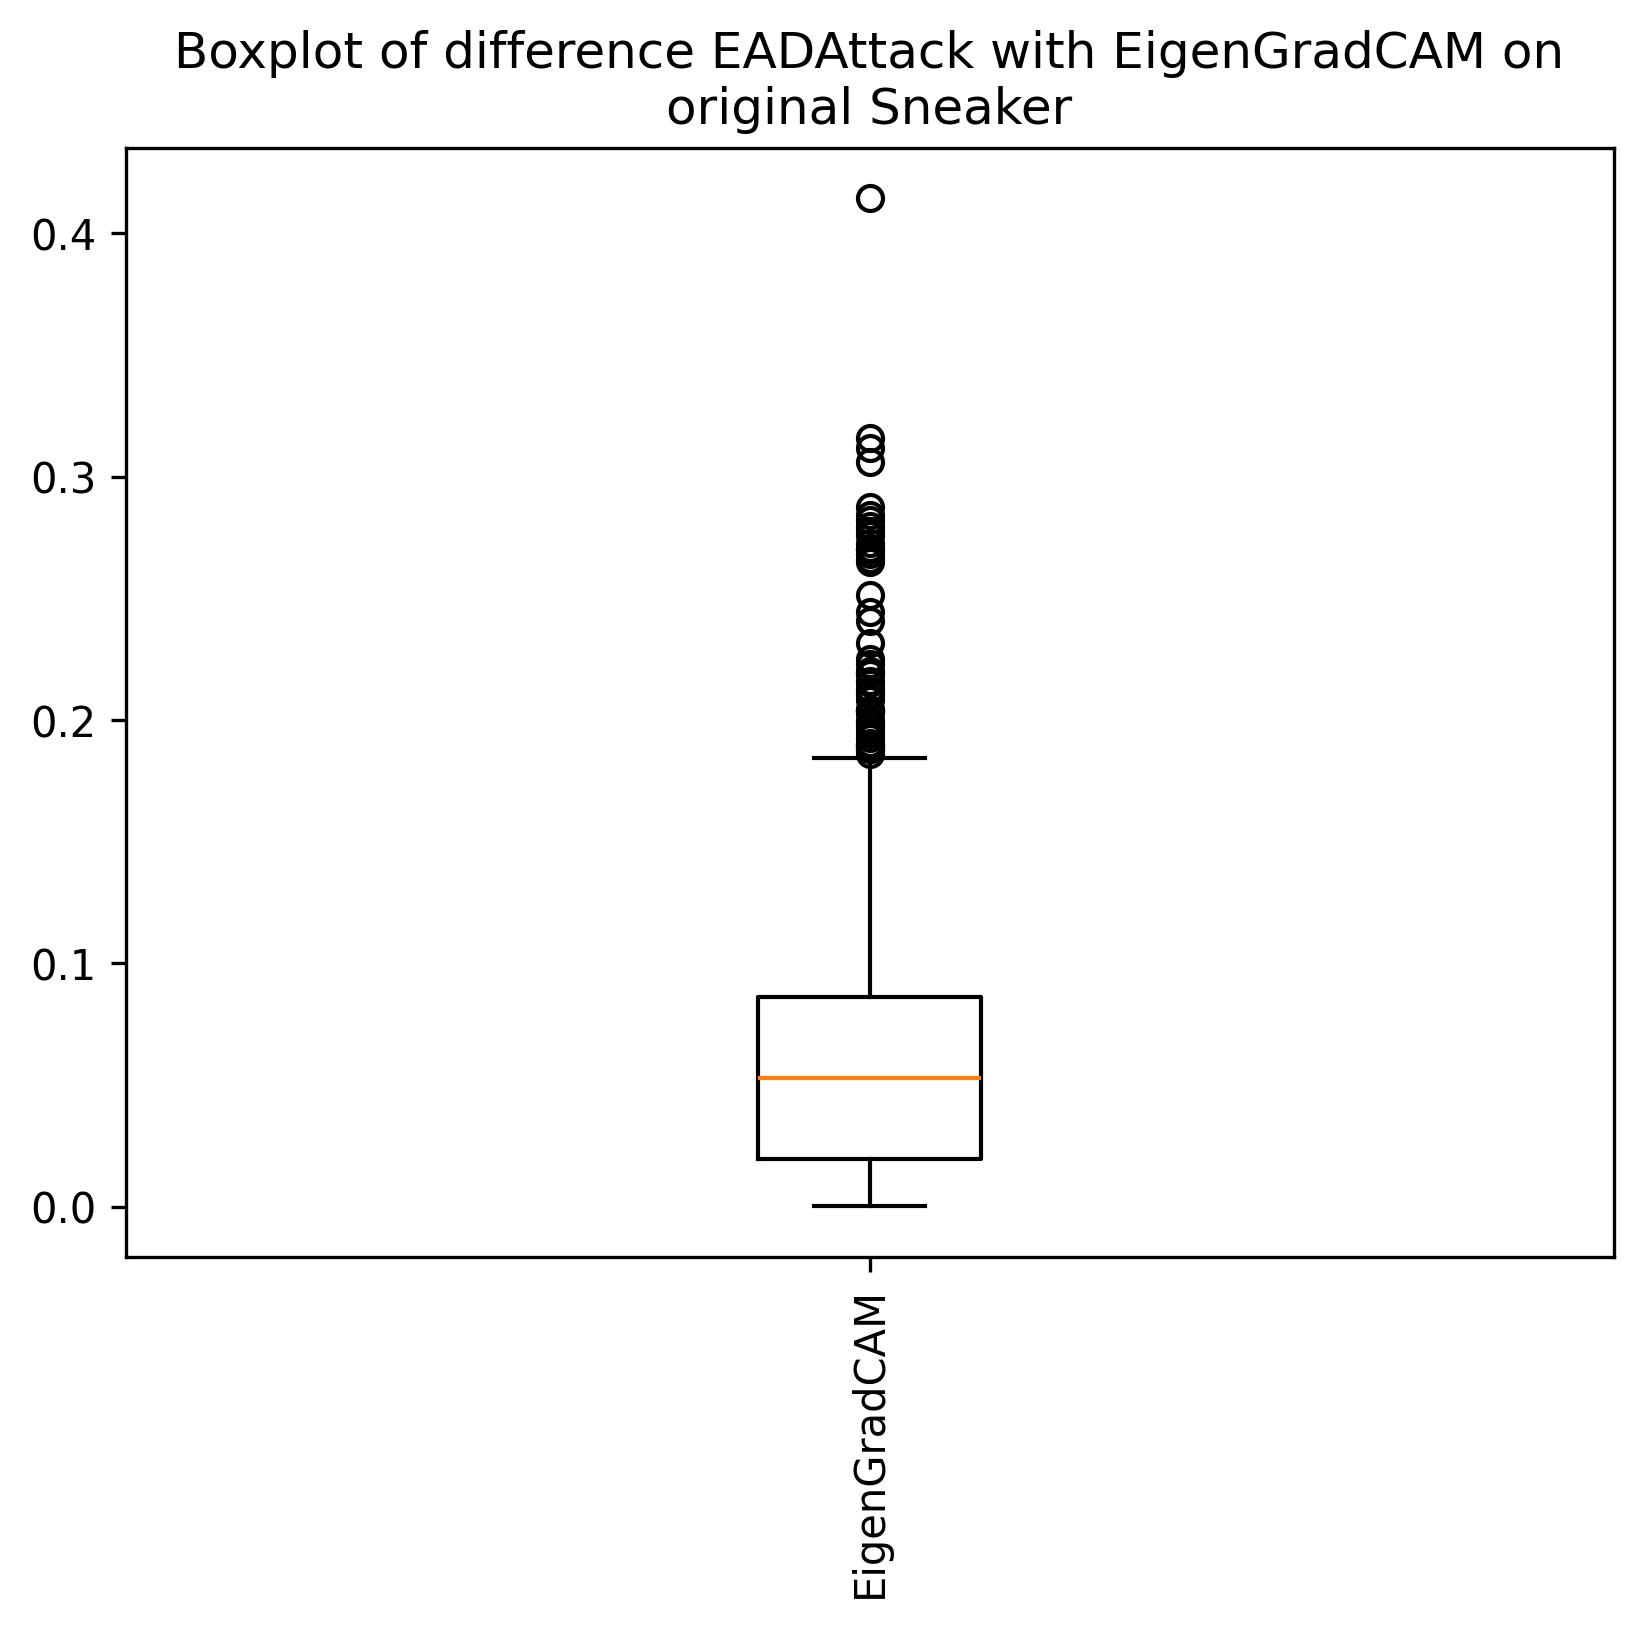 Boxplot of difference EADAttack with EigenGradCAM on
original Sneaker
0.4
0.3
0.2
0.1
0.0
EigenGradCAM